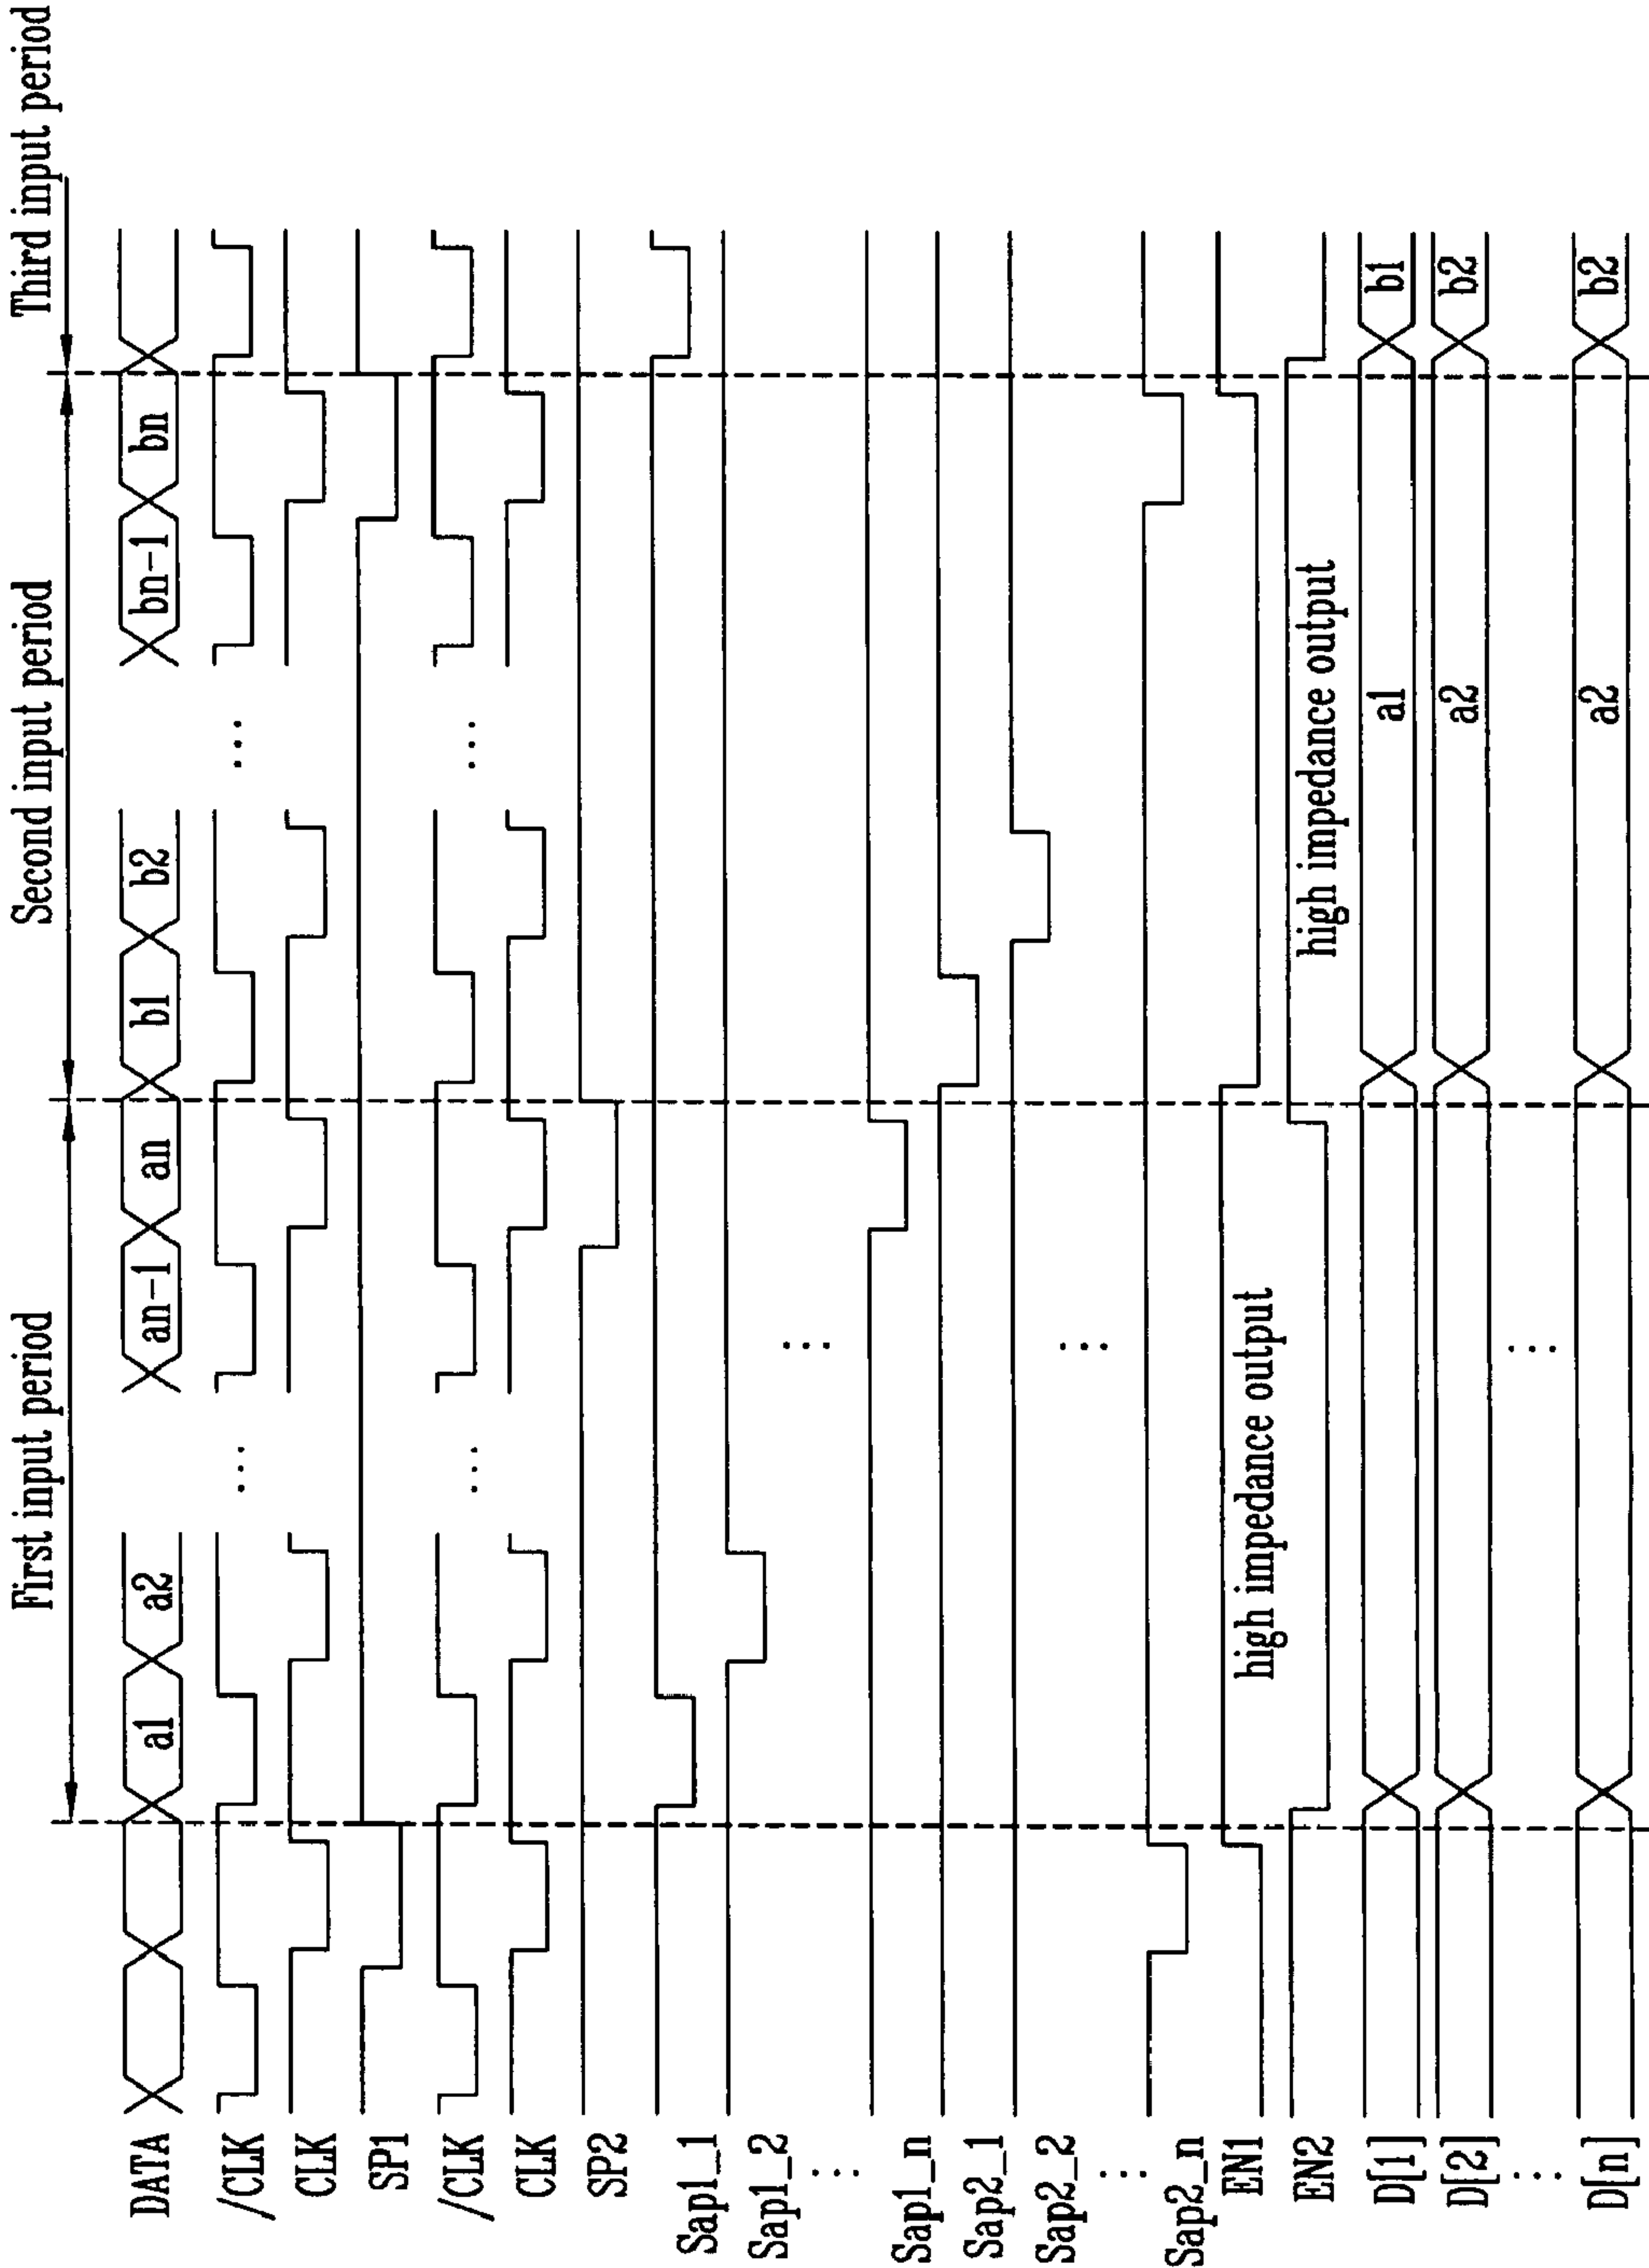 First input period
Second input period
Third input period
DATA
a1
a2
...
an-1
an
b1
b2
...
bn-1
bn
/CLK
CLK
SP1
/CLK
...
...
CLK
SP2
Sap1_1
Sap1_2
...
...
Sap1_n
Sap2_1
Sap2_2
...
...
Sap2_n
EN1
high impedance output
EN2
high impedance output
D[1]
a1
b1
D[2]
a2
b2
...
...
D[n]
a2
b2